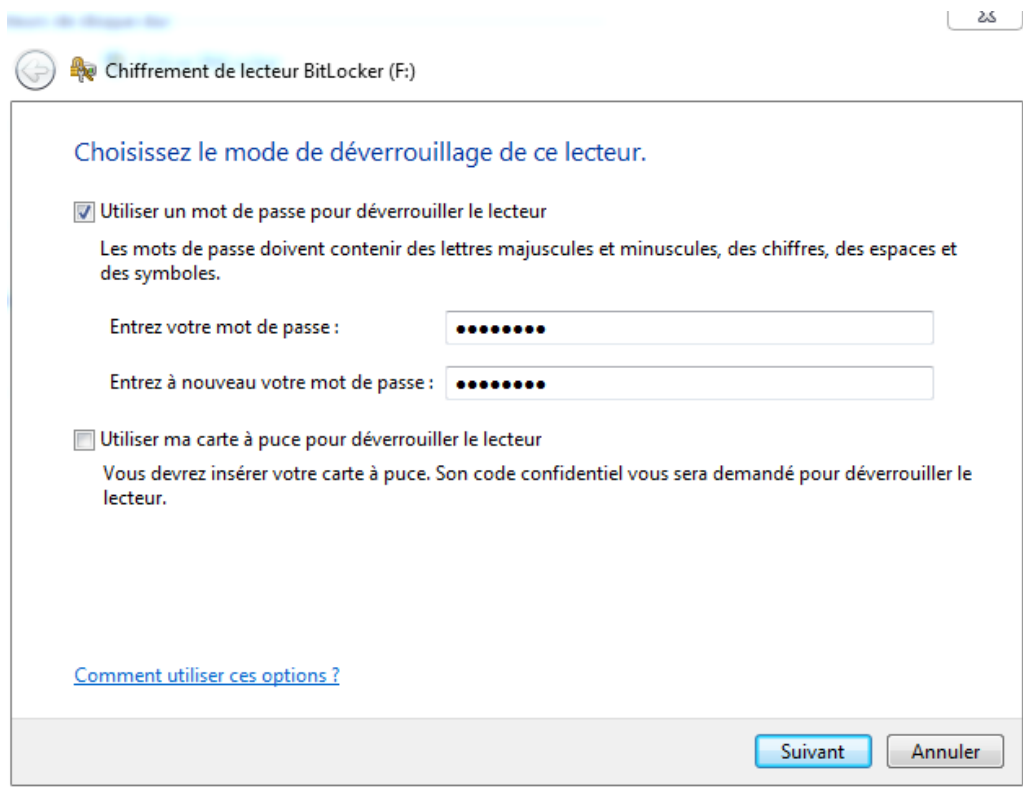 Chiffrement de lecteur BitLocker (F:)
Choisissez le mode de déverrouillage de ce lecteur.
Utiliser un mot de passe pour déverrouiller le lecteur
Les mots de passe doivent contenir des lettres majuscules et minuscules, des chiffres, des espaces et
des symboles.
Entrez votre mot de passe : ●●●●●●●●
Entrez à nouveau votre mot de passe : ●●●●●●●●
Utiliser ma carte à puce pour déverrouiller le lecteur
Vous devrez insérer votre carte à puce. Son code confidentiel vous sera demandé pour déverrouiller le
lecteur.
Comment utiliser ces options ?
Suivant Annuler